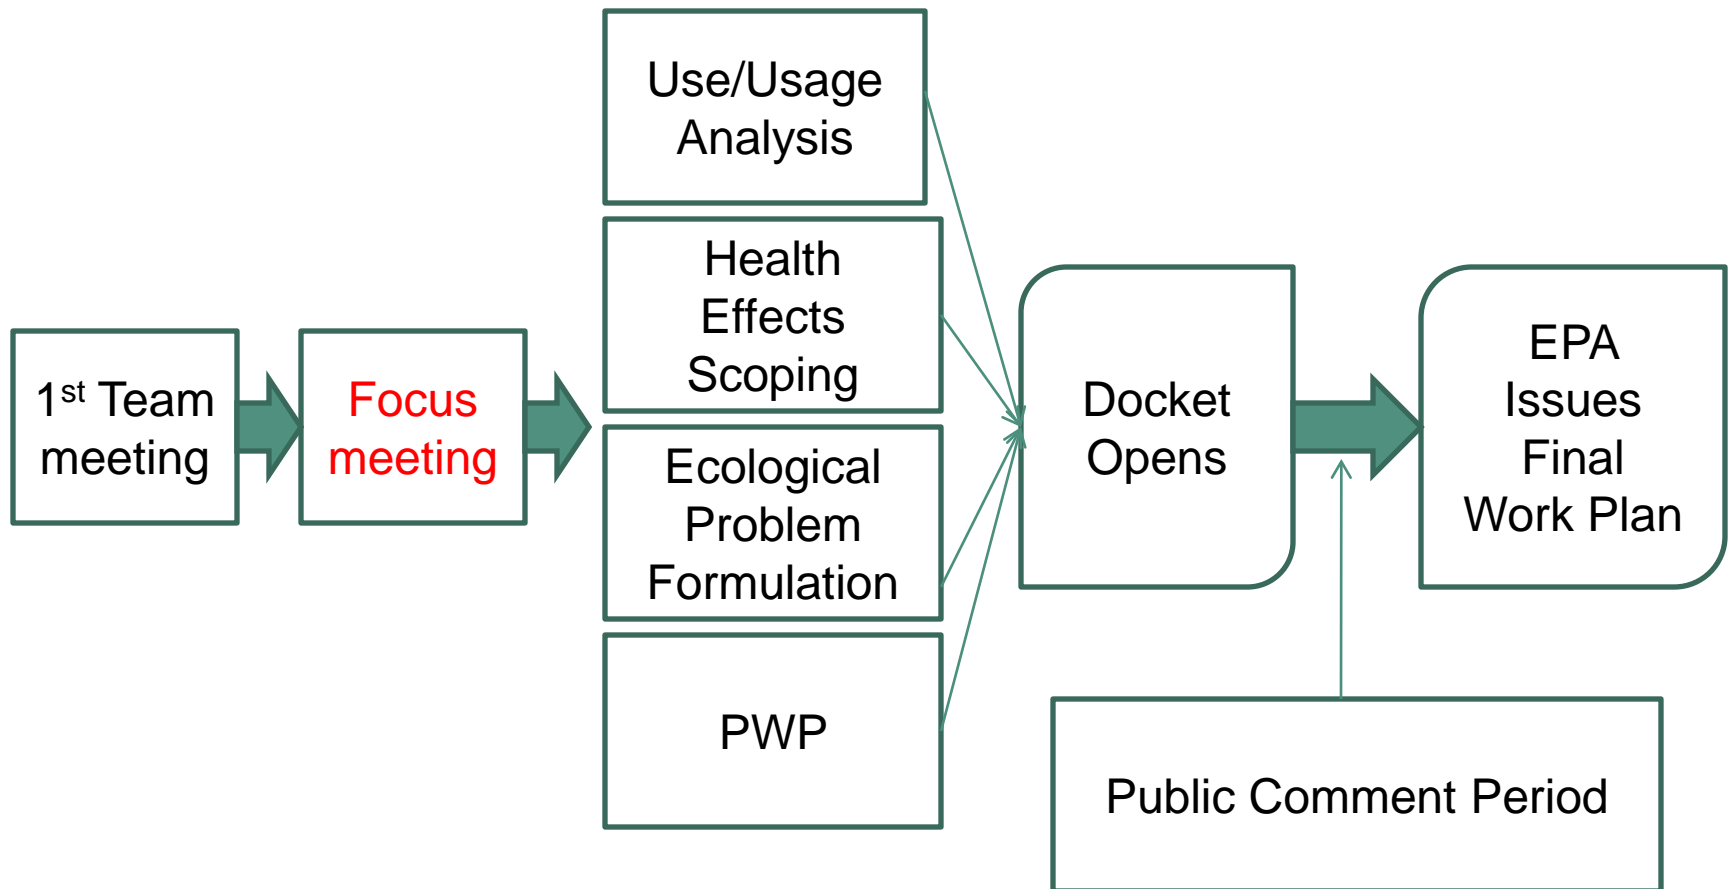 1st Team
meeting
Focus
meeting
Use/Usage
Analysis
Health
Effects
Scoping
Ecological
Problem
Formulation
PWP
Docket
Opens
EPA
Issues
Final
Work Plan
Public Comment Period